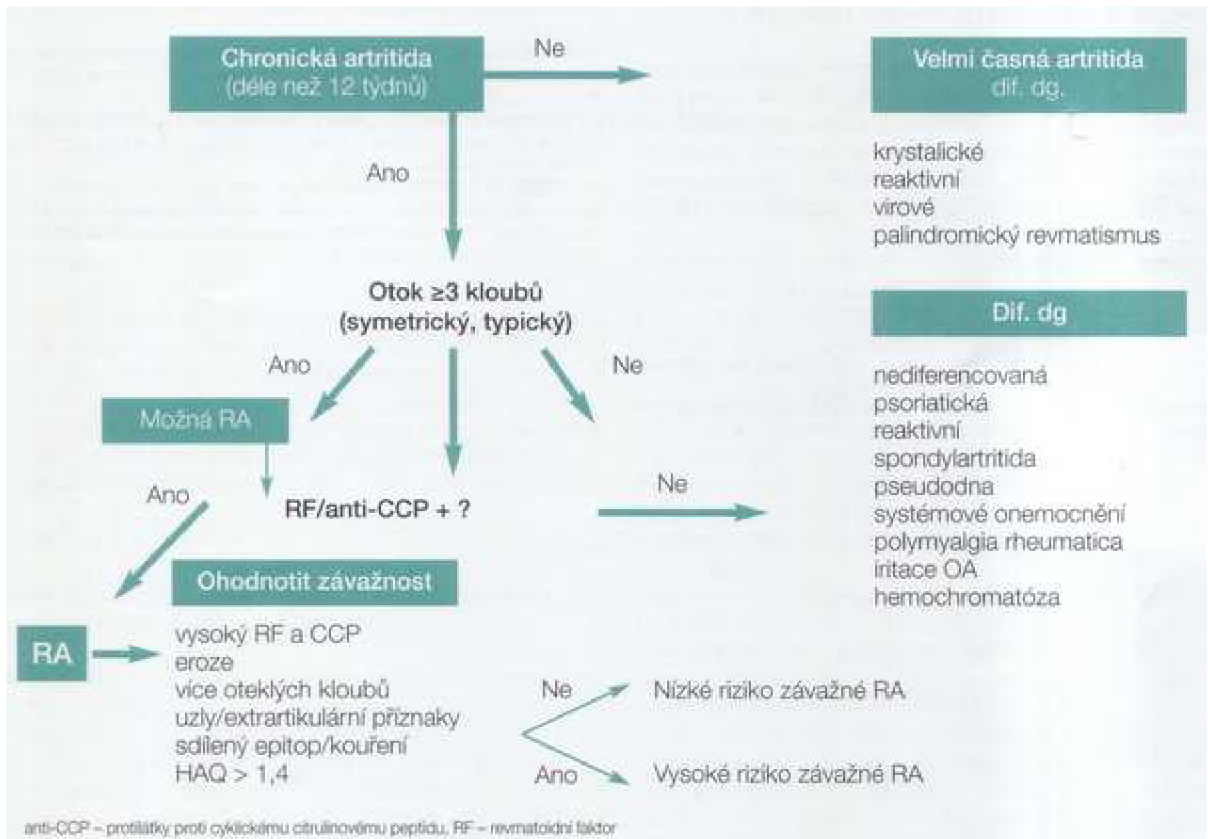 Chronická artritida
(déle než 12 týdnů)
Ne
Velmi časná artritida
dif. dg.
krystalické
reaktivní
virové
palindromický revmatismus
Ano
Otok ≥3 kloubů
(symetrický, typický)
Dif. dg
Ano
Ne
nediferencovaná
psoriatická
reaktivní
spondylartritida
pseudodna
systémové onemocnění
polymyalgia rheumatica
iritace OA
hemochromatóza
Možná RA
Ano
RF/anti-CCP + ?
Ne
Ohodnotit závažnost
RA
vysoký RF a CCP
eroze
více oteklých kloubů
uzly/extrartikulární příznaky
sdílený epitop/kouření
HAQ > 1,4
Ne
Nízké riziko závažné RA
Ano
Vysoké riziko závažné RA
anti-CCP – protilátky proti cyklickému citrulinovému peptidu, RF – revmatoidní faktor